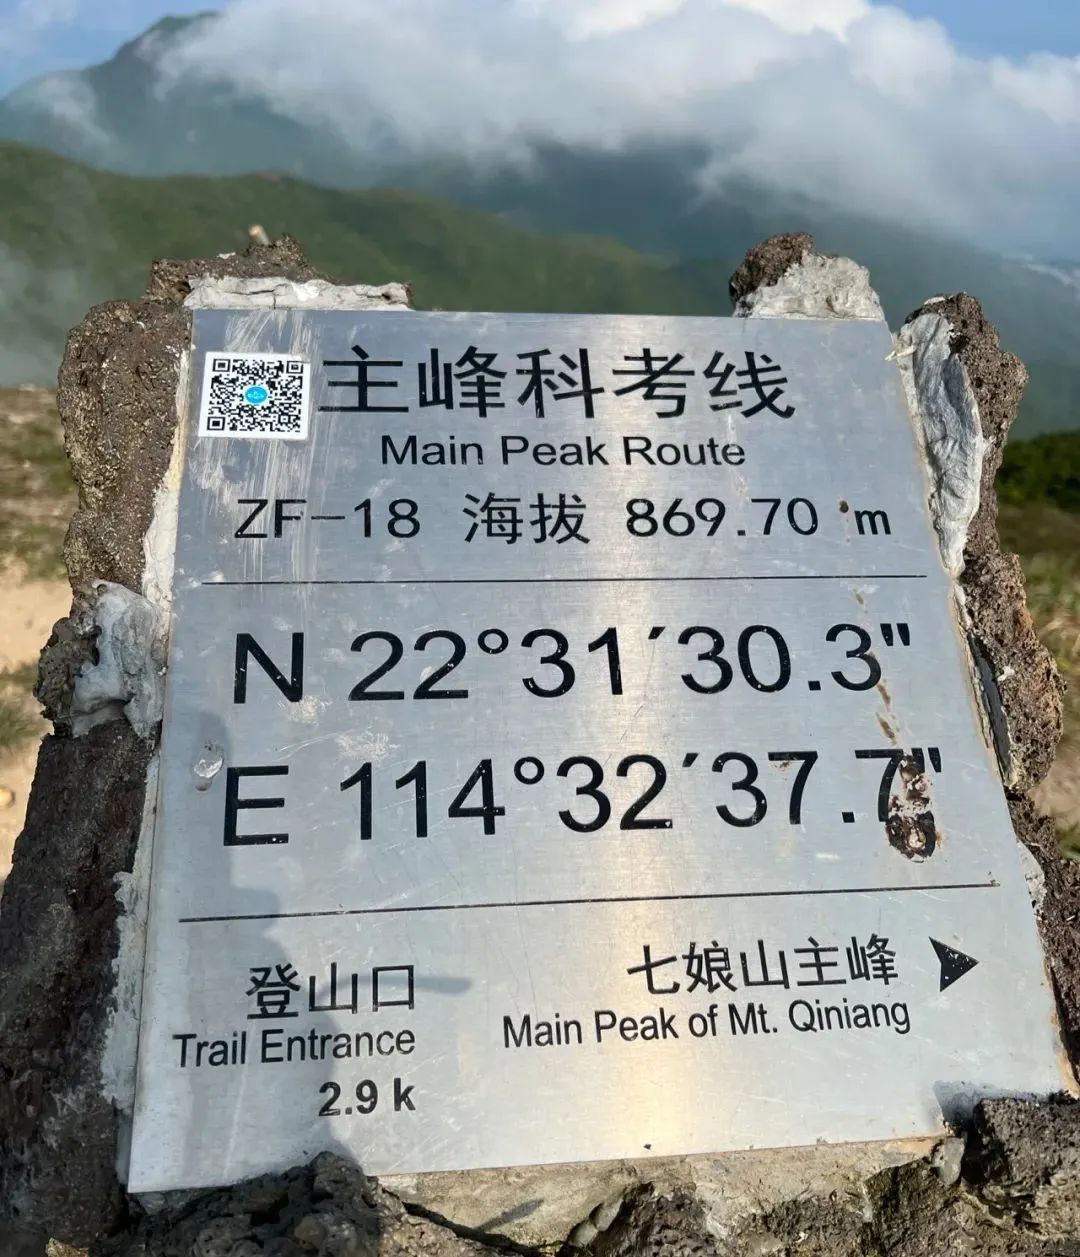 主峰科考线
Main Peak Route
ZF-18 海拔 869.70 m
N 22°31′30.3"
E 114°32′37.7"
登山口
Trail Entrance
2.9 k
七娘山主峰
Main Peak of Mt. Qiniang